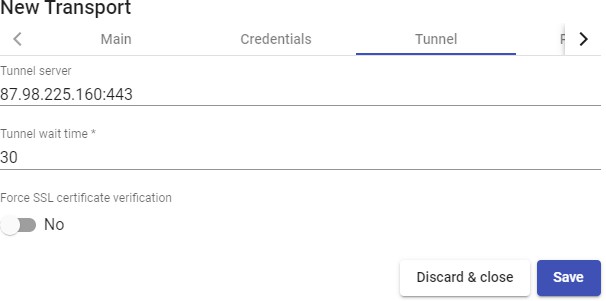 New Transport
Main Credentials Tunnel
Tunnel server
87.98.225.160:443
Tunnel wait time *
30
Force SSL certificate verification
No
Discard & close Save